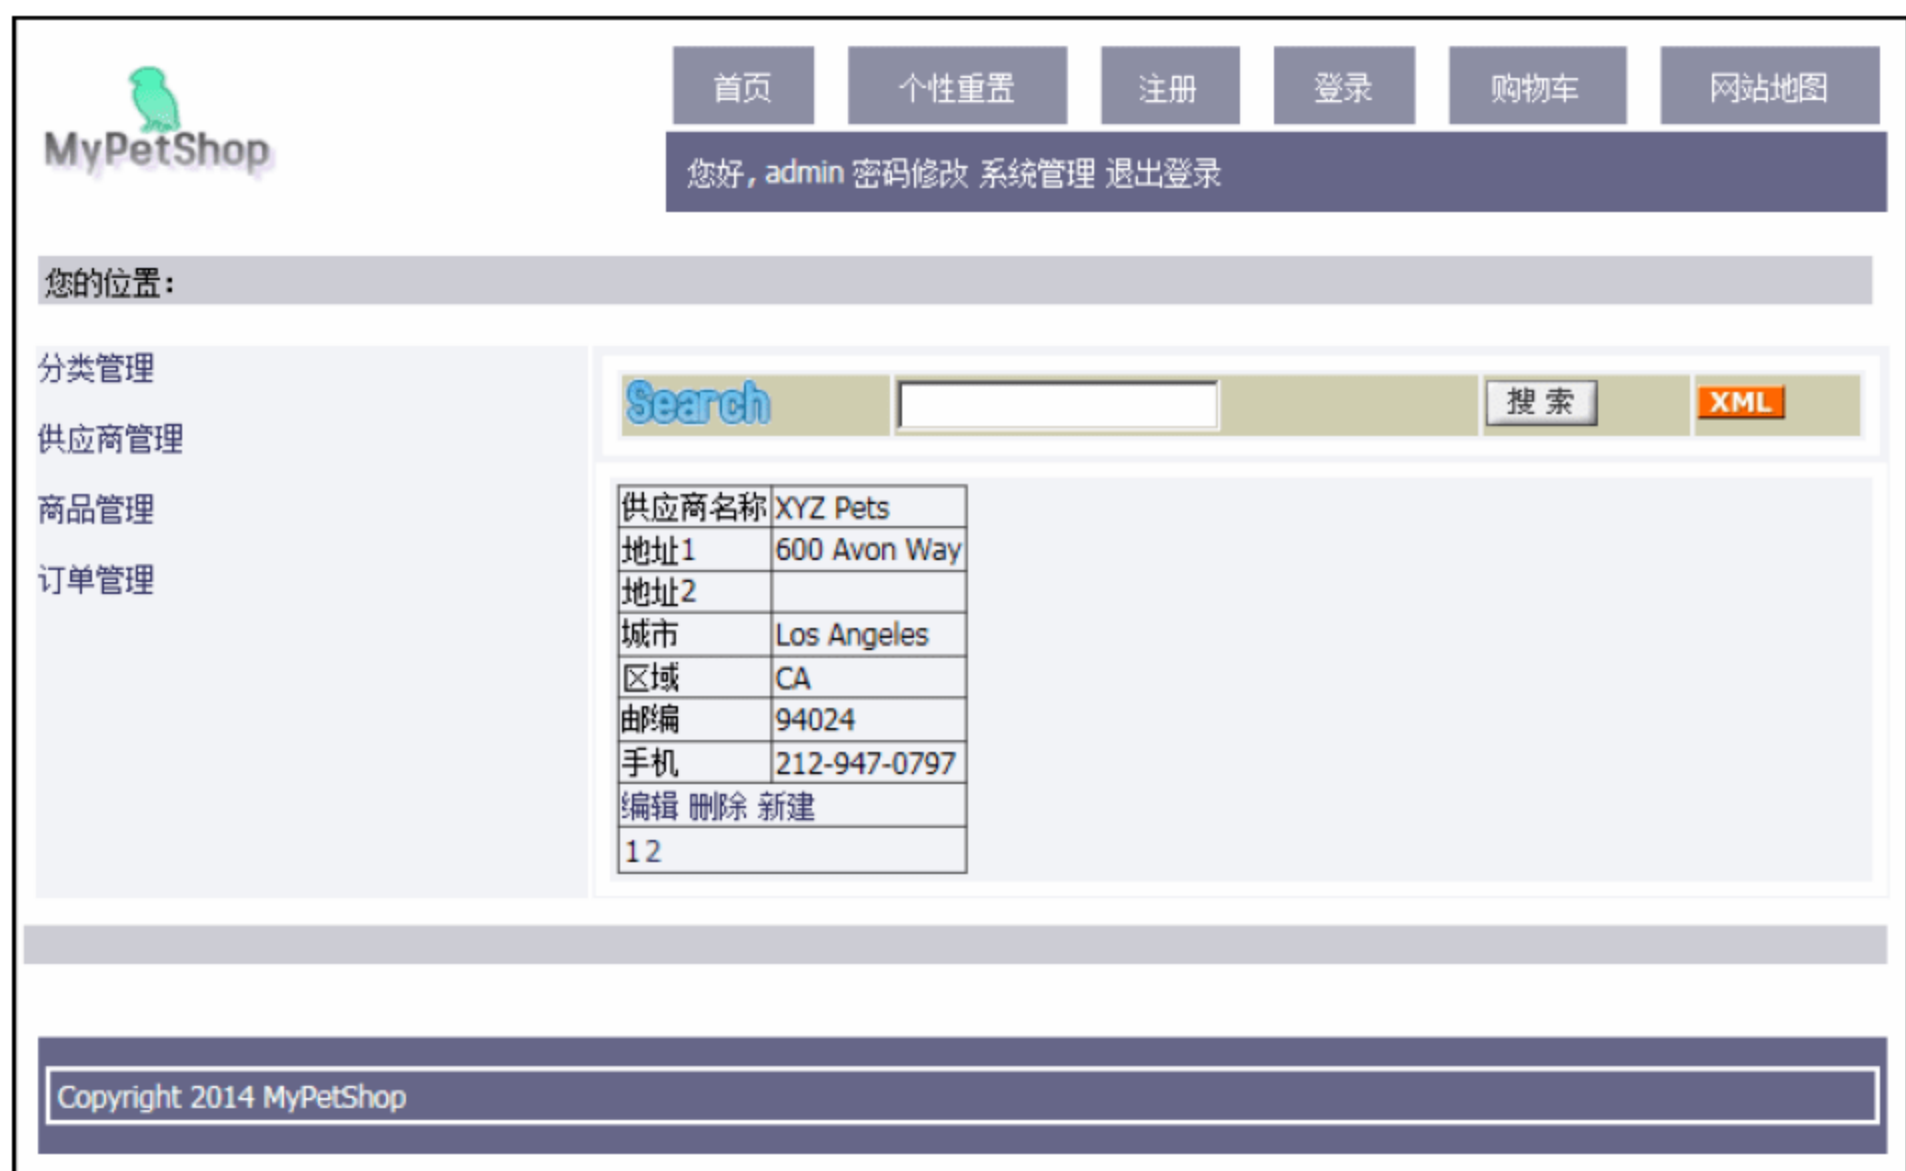 MyPetShop
首页 个性重置 注册 登录 购物车 网站地图
您好, admin 密码修改 系统管理 退出登录
您的位置:
分类管理
供应商管理
商品管理
订单管理
Search 搜索 XML
供应商名称 XYZ Pets
地址1 600 Avon Way
地址2
城市 Los Angeles
区域 CA
邮编 94024
手机 212-947-0797
编辑 删除 新建
1 2
Copyright 2014 MyPetShop